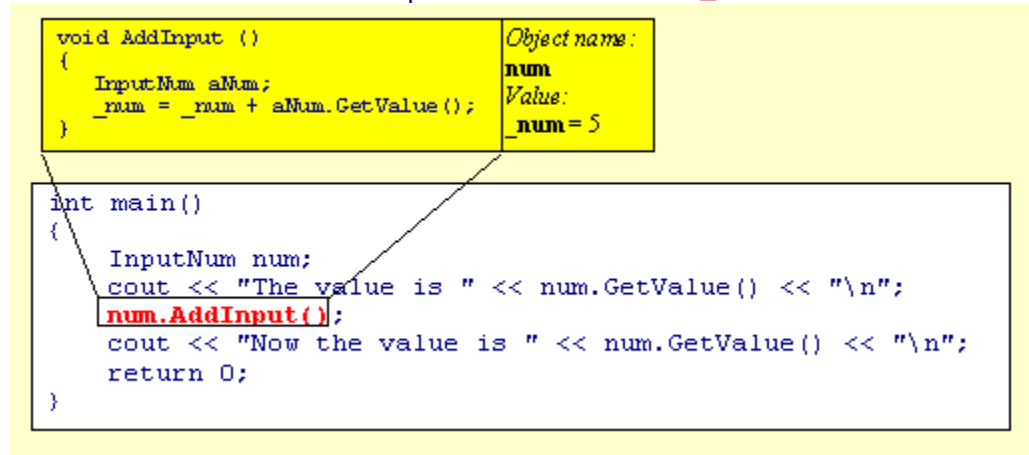 void AddInput ()
{
InputNum aNum;
_num = _num + aNum.GetValue();
}
Object name:
num
Value:
_num = 5
int main()
{
InputNum num;
cout << "The value is " << num.GetValue() << "\n";
num.AddInput();
cout << "Now the value is " << num.GetValue() << "\n";
return 0;
}